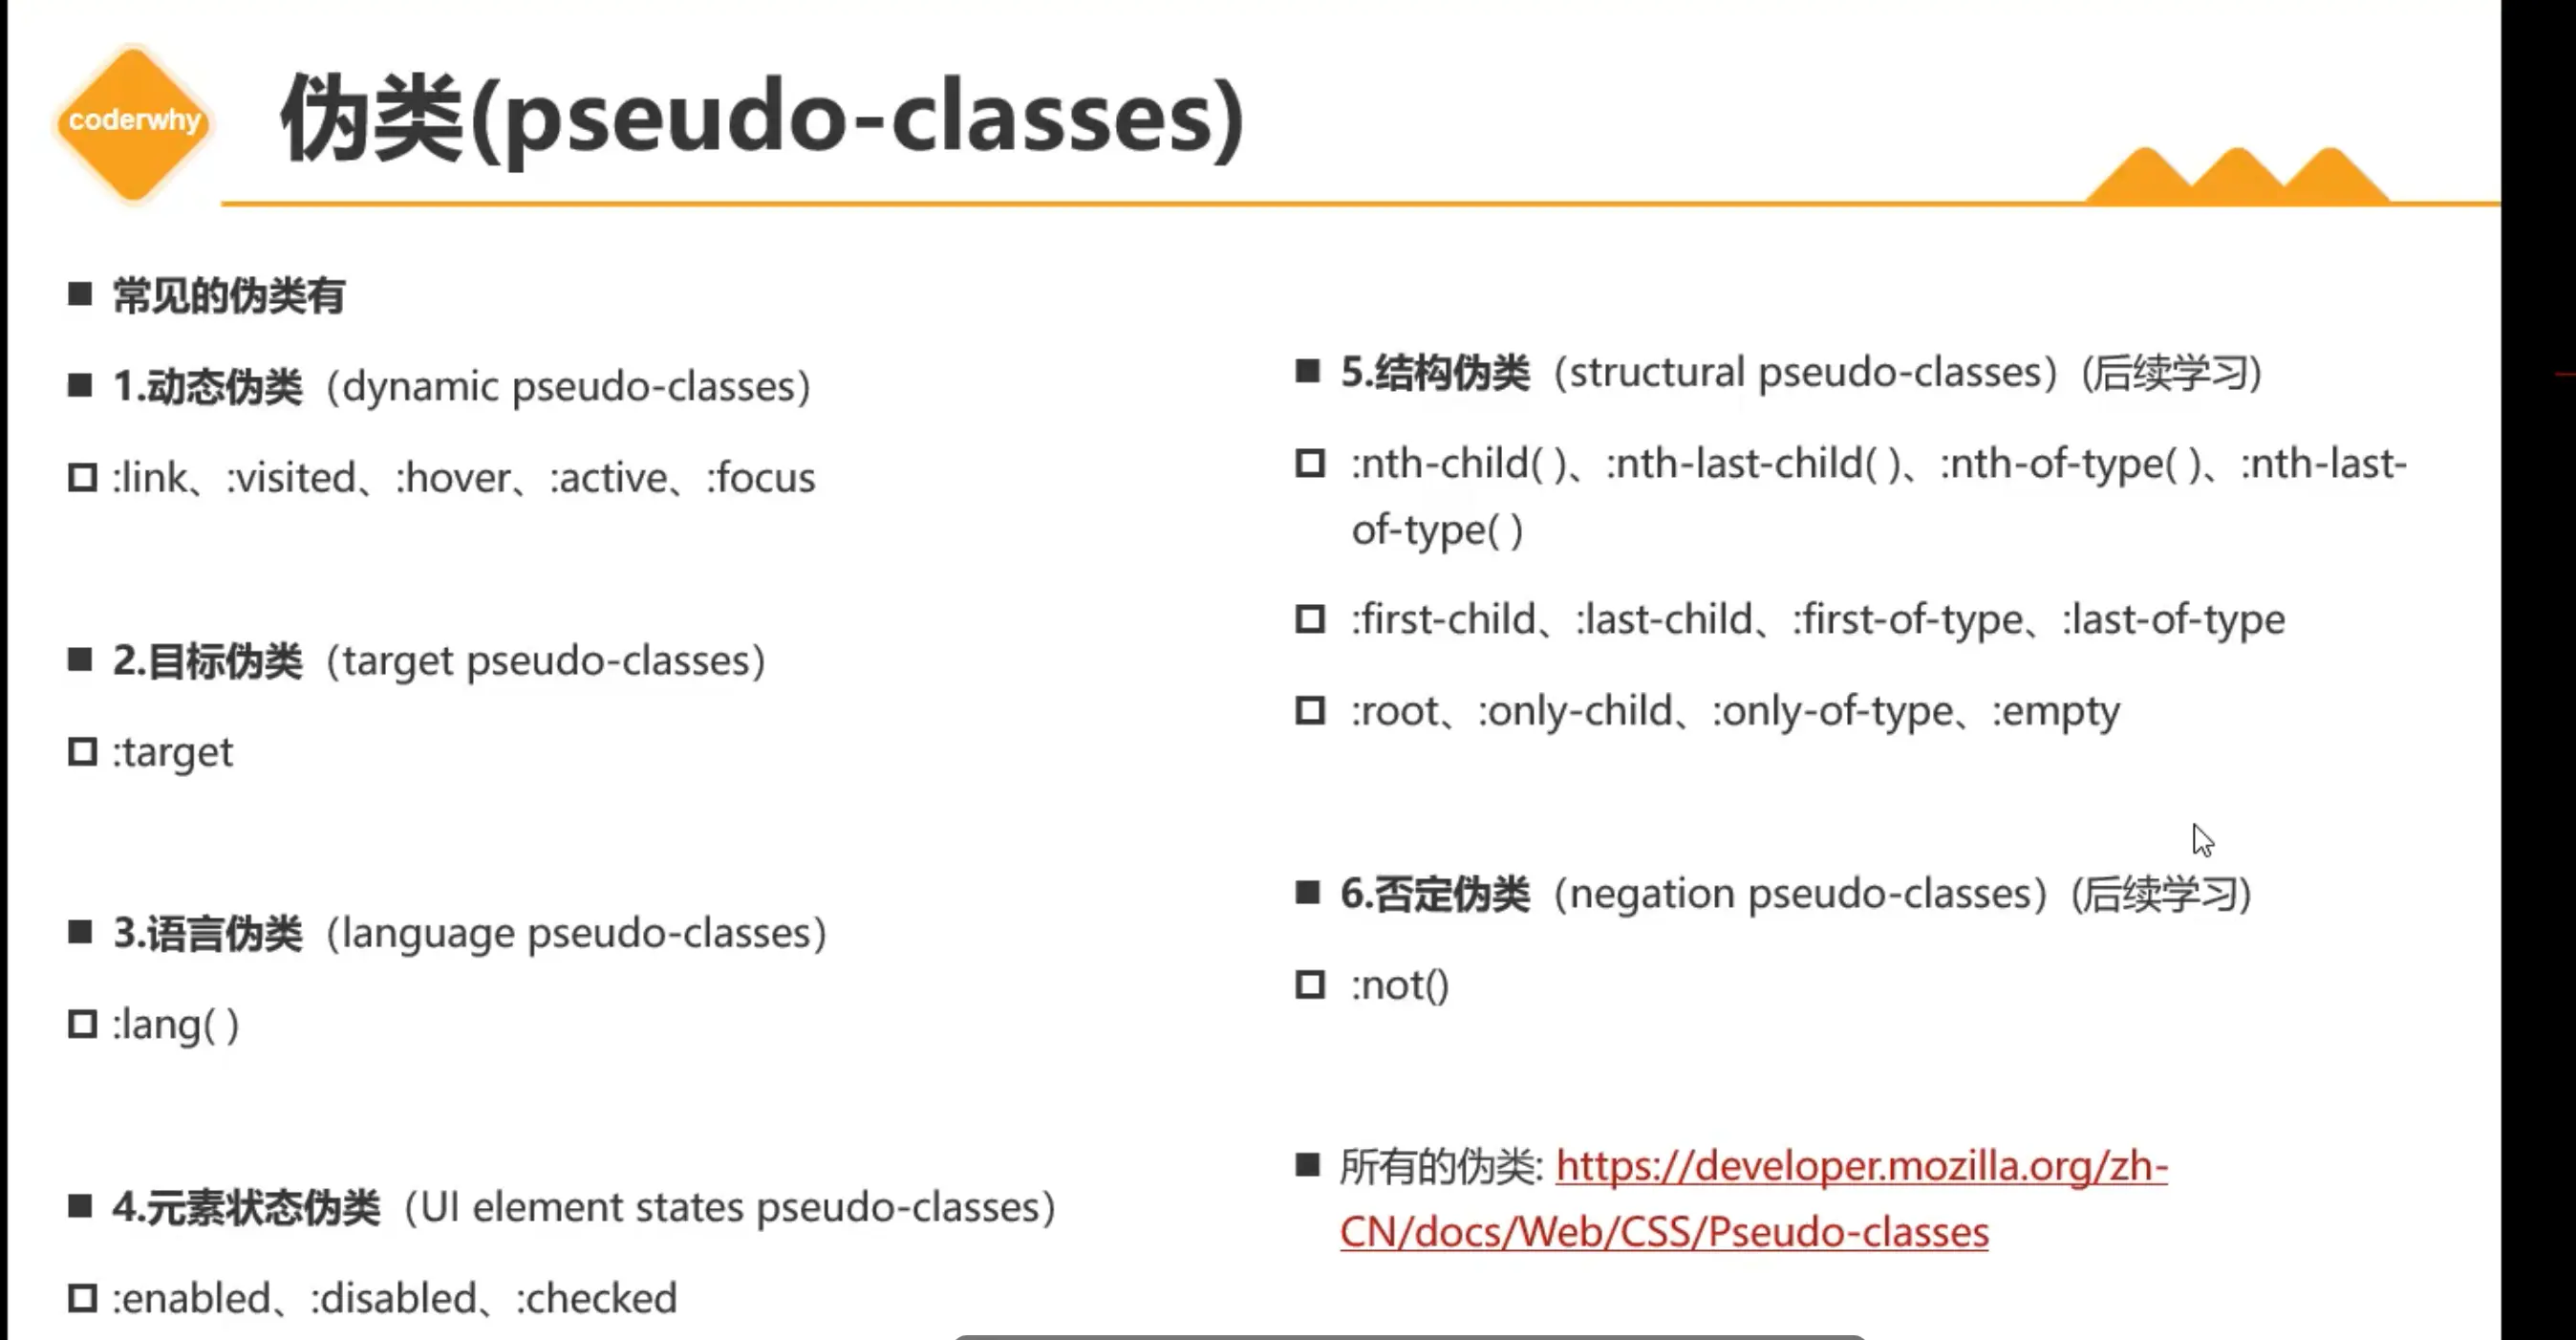 coderwhy
伪类(pseudo-classes)
常见的伪类有
1.动态伪类（dynamic pseudo-classes）
:link、:visited、:hover、:active、:focus
2.目标伪类（target pseudo-classes）
:target
3.语言伪类（language pseudo-classes）
:lang( )
4.元素状态伪类（UI element states pseudo-classes）
:enabled、:disabled、:checked
5.结构伪类（structural pseudo-classes）(后续学习)
:nth-child( )、:nth-last-child( )、:nth-of-type( )、:nth-last-
of-type( )
:first-child、:last-child、:first-of-type、:last-of-type
:root、:only-child、:only-of-type、:empty
6.否定伪类（negation pseudo-classes）(后续学习)
:not()
所有的伪类: https://developer.mozilla.org/zh-
CN/docs/Web/CSS/Pseudo-classes